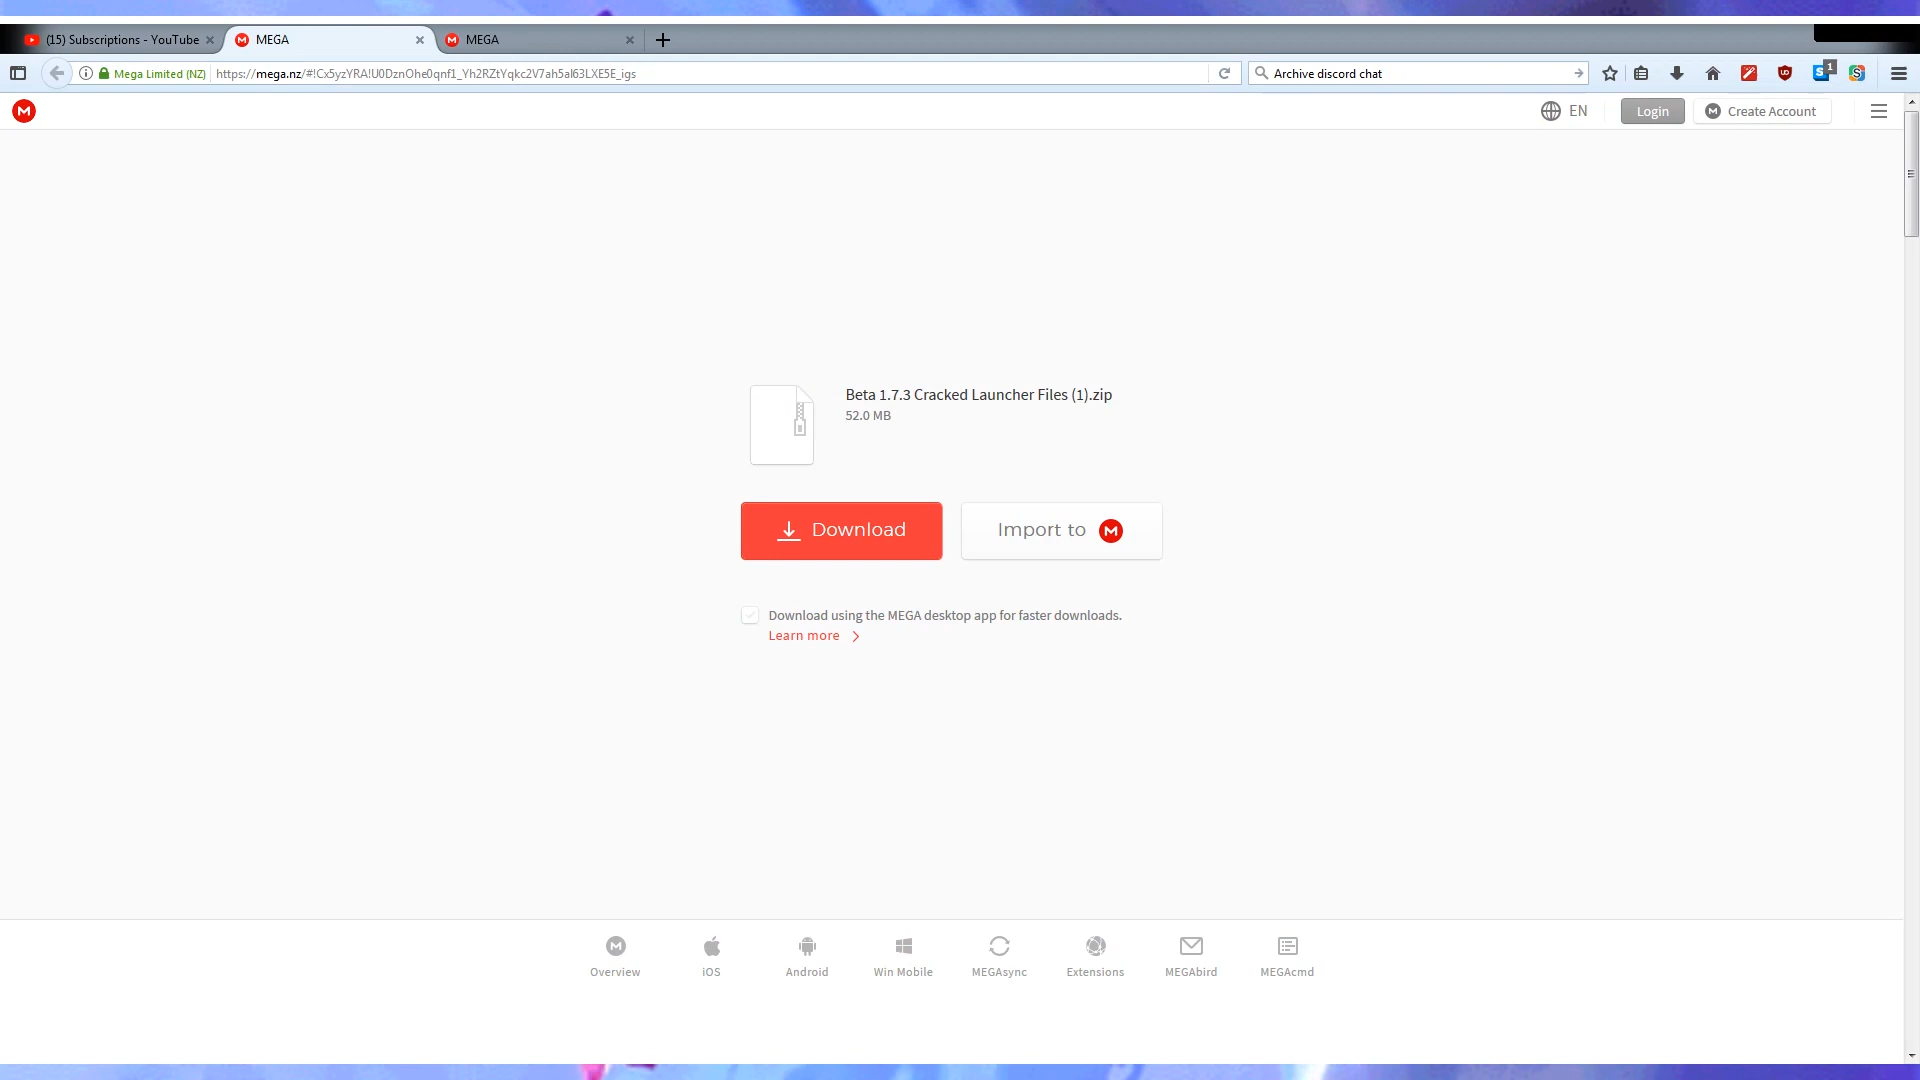 (15) Subscriptions - YouTube
MEGA
MEGA
Mega Limited (NZ)
https://mega.nz/#!Cx5yzYRA!U0DznOhe0qnf1_Yh2RZtYqkc2V7ah5al63LXE5E_igs
Archive discord chat
1
EN
Login
Create Account
Beta 1.7.3 Cracked Launcher Files (1).zip
52.0 MB
Download
Import to
Download using the MEGA desktop app for faster downloads.
Learn more
Overview
iOS
Android
Win Mobile
MEGAsync
Extensions
MEGAbird
MEGAcmd